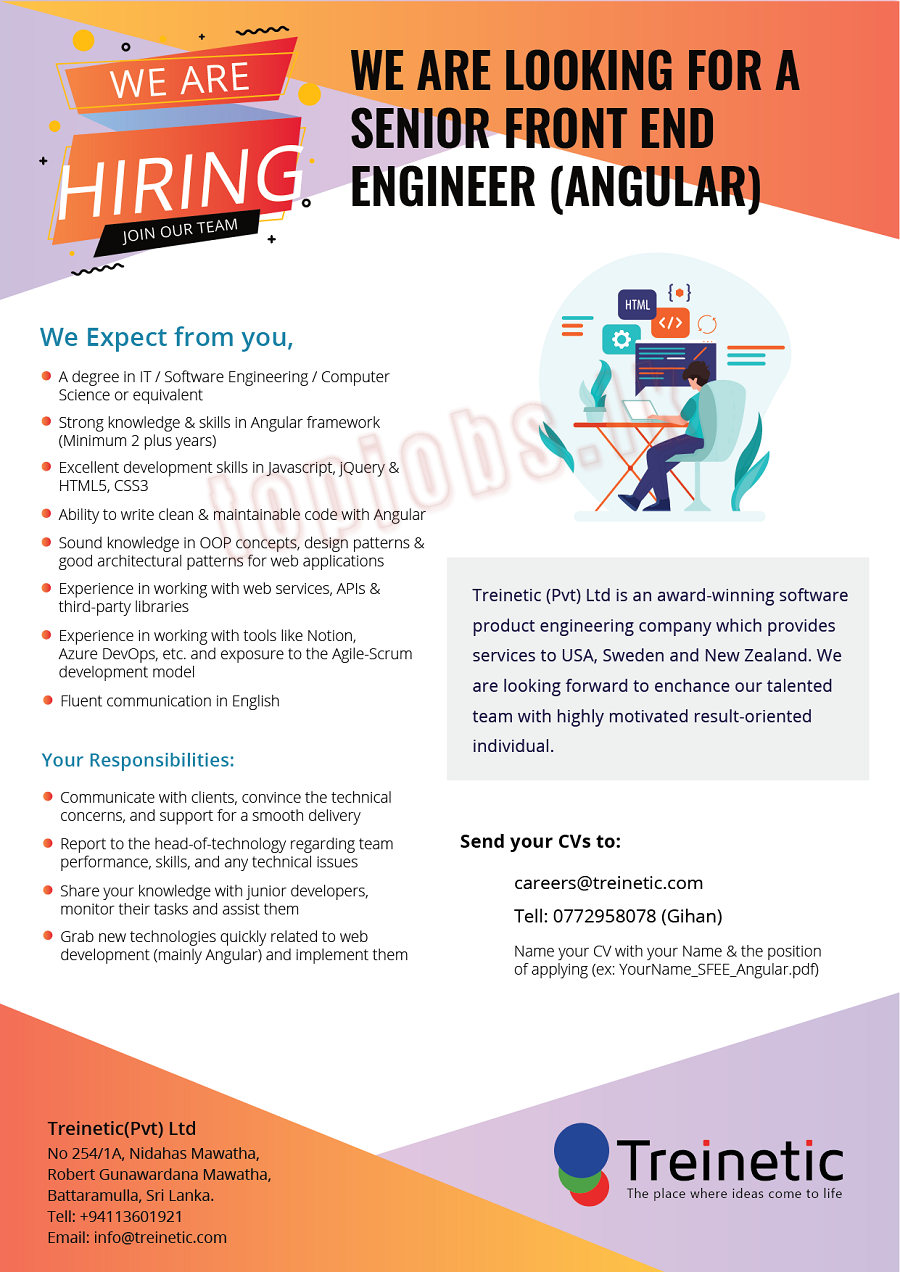 WE ARE
HIRING
JOIN OUR TEAM
WE ARE LOOKING FOR A
SENIOR FRONT END
ENGINEER (ANGULAR)
HTML
{ }
</>
We Expect from you,
A degree in IT / Software Engineering / Computer
Science or equivalent
Strong knowledge & skills in Angular framework
(Minimum 2 plus years)
Excellent development skills in Javascript, jQuery &
HTML5, CSS3
Ability to write clean & maintainable code with Angular
Sound knowledge in OOP concepts, design patterns &
good architectural patterns for web applications
Experience in working with web services, APIs &
third-party libraries
Experience in working with tools like Notion,
Azure DevOps, etc. and exposure to the Agile-Scrum
development model
Fluent communication in English
Your Responsibilities:
Communicate with clients, convince the technical
concerns, and support for a smooth delivery
Report to the head-of-technology regarding team
performance, skills, and any technical issues
Share your knowledge with junior developers,
monitor their tasks and assist them
Grab new technologies quickly related to web
development (mainly Angular) and implement them
topjobs.lk
Treinetic (Pvt) Ltd is an award-winning software
product engineering company which provides
services to USA, Sweden and New Zealand. We
are looking forward to enchance our talented
team with highly motivated result-oriented
individual.
Send your CVs to:
careers@treinetic.com
Tell: 0772958078 (Gihan)
Name your CV with your Name & the position
of applying (ex: YourName_SFEE_Angular.pdf)
Treinetic(Pvt) Ltd
No 254/1A, Nidahas Mawatha,
Robert Gunawardana Mawatha,
Battaramulla, Sri Lanka.
Tell: +94113601921
Email: info@treinetic.com
Treinetic
The place where ideas come to life